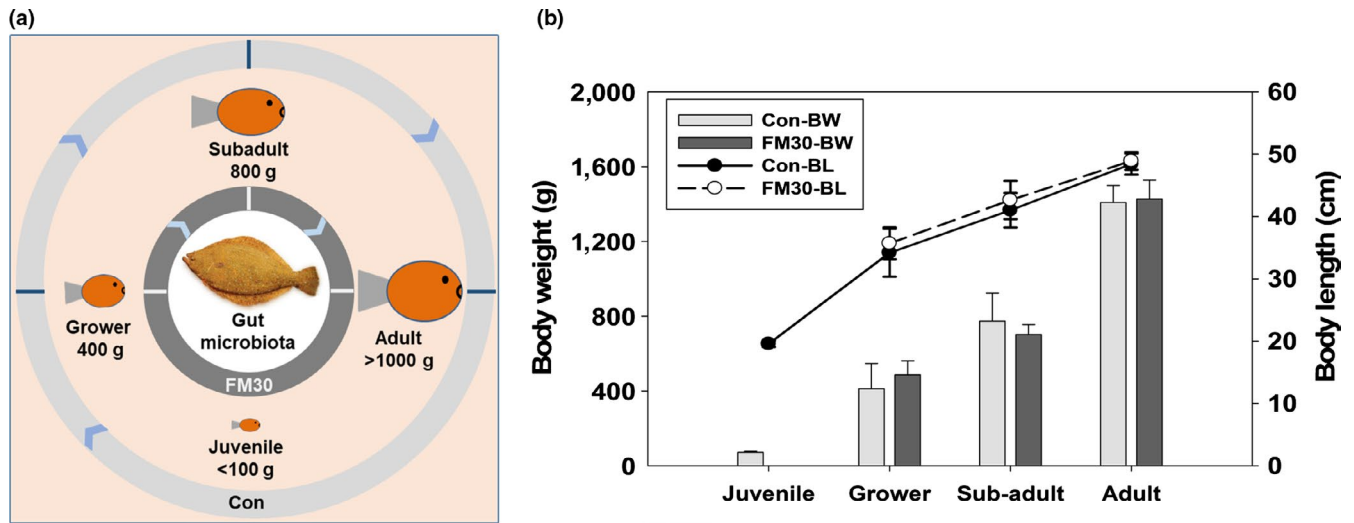 (a)
Subadult
800 g
Grower
400 g
Gut
microbiota
Adult
>1000 g
FM30
Juvenile
<100 g
Con
(b)
Body weight (g)
2,000
1,600
1,200
800
400
0
Con-BW
FM30-BW
Con-BL
FM30-BL
60
50
40
30
20
10
0
Body length (cm)
Juvenile Grower Sub-adult Adult